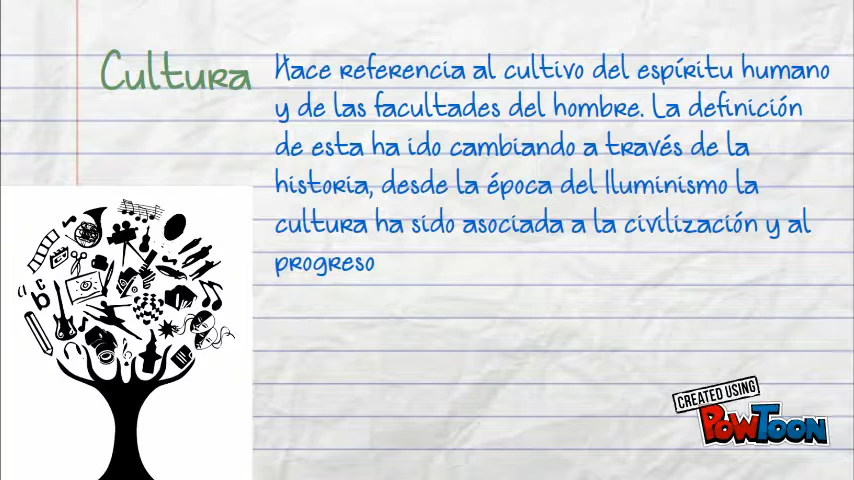 Cultura
Hace referencia al cultivo del espíritu humano
y de las facultades del hombre. La definición
de esta ha ido cambiando a través de la
historia, desde la época del Iluminismo la
cultura ha sido asociada a la civilización y al
progreso
b c
CREATED USING
POWTOON